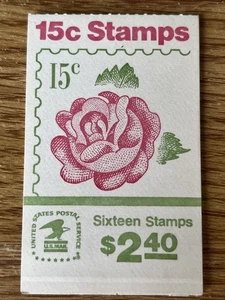 15c Stamps
15c
UNITED STATES POSTAL SERVICE
U.S.MAIL
Sixteen Stamps
$2.40